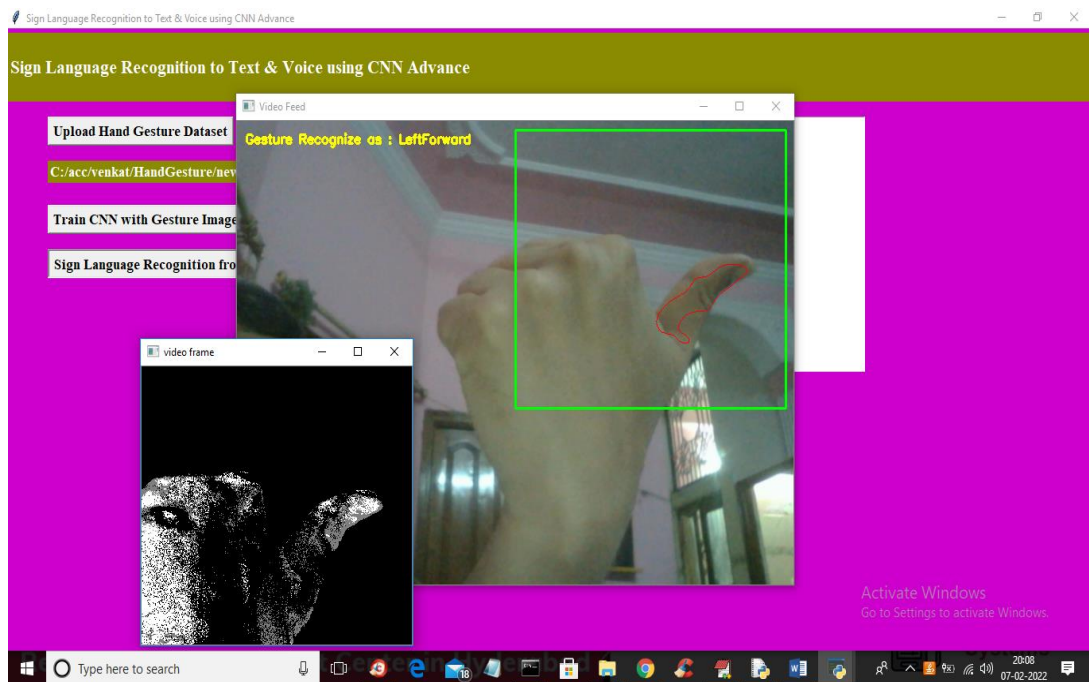 Sign Language Recognition to Text & Voice using CNN Advance
Sign Language Recognition to Text & Voice using CNN Advance
Video Feed
Upload Hand Gesture Dataset
Gesture Recognize as : LeftForward
C:/acc/venkat/HandGesture/new
Train CNN with Gesture Image
Sign Language Recognition fro
video frame
Activate Windows
Go to Settings to activate Windows.
Type here to search
18
20:08
07-02-2022